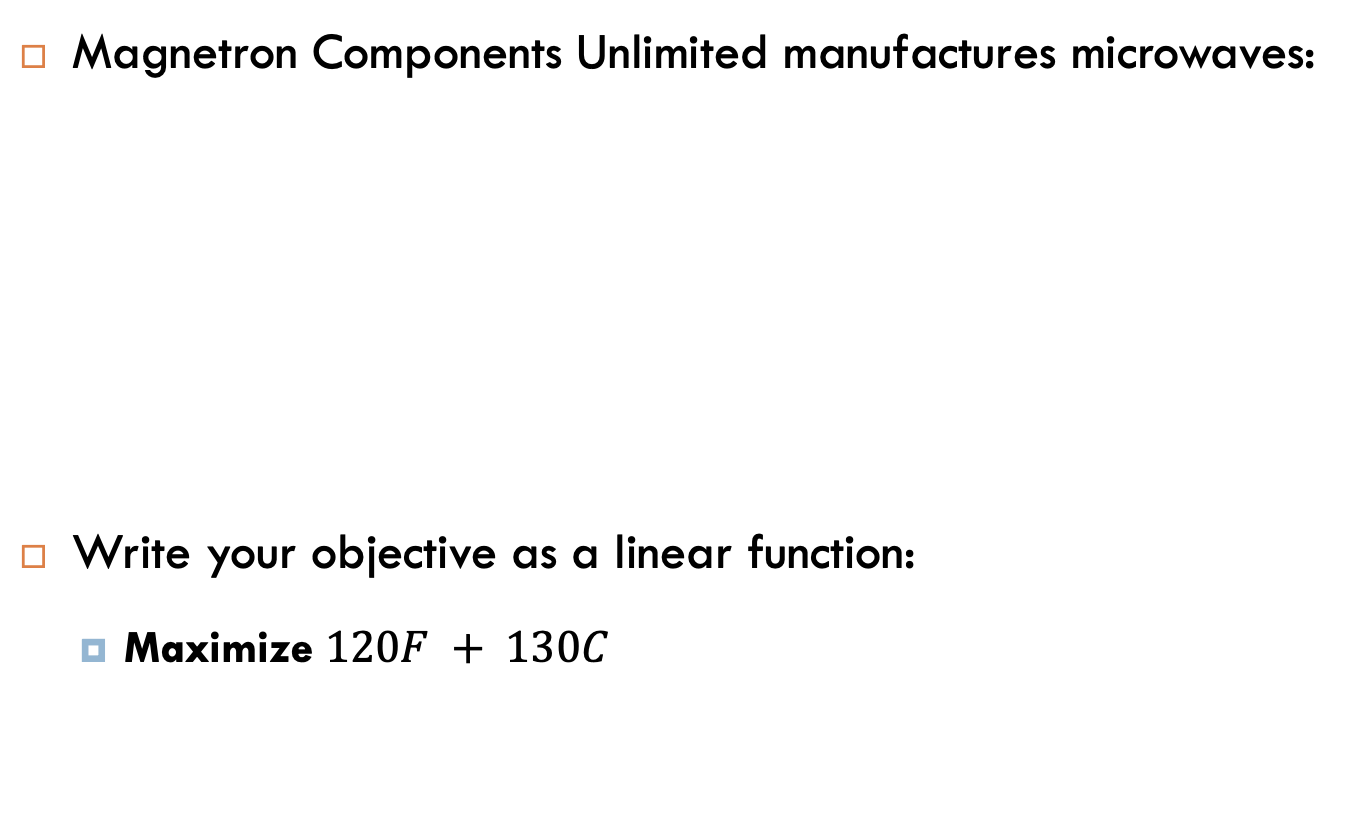 Magnetron Components Unlimited manufactures microwaves:
Write your objective as a linear function:
Maximize 120F + 130C